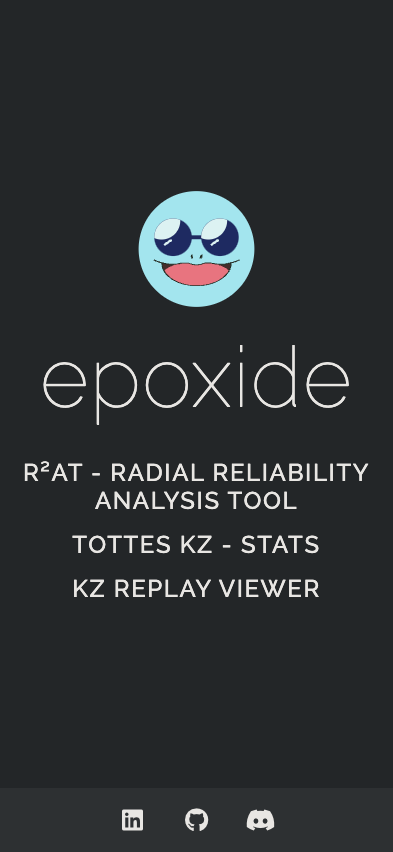 epoxide
R²AT - RADIAL RELIABILITY
ANALYSIS TOOL
TOTTES KZ - STATS
KZ REPLAY VIEWER